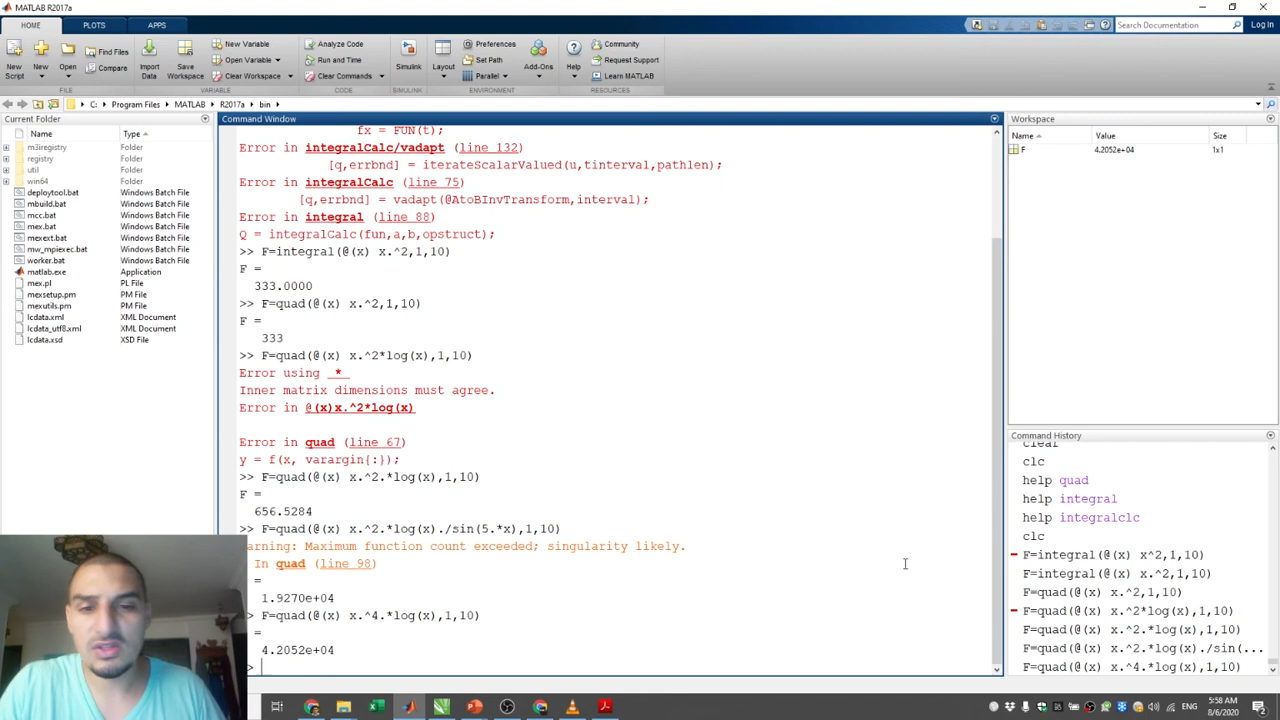 MATLAB R2017a
HOME PLOTS APPS
Search Documentation
Log In
New Script
New
Open
Find Files
Compare
Import Data
Save Workspace
New Variable
Open Variable
Clear Workspace
Analyze Code
Run and Time
Clear Commands
Simulink
Layout
Preferences
Set Path
Parallel
Add-Ons
Help
Community
Request Support
Learn MATLAB
FILE VARIABLE CODE SIMULINK ENVIRONMENT RESOURCES
C: Program Files MATLAB R2017a bin
Current Folder
Name Type
m3iregistry Folder
registry Folder
util Folder
win64 Folder
deploytool.bat Windows Batch File
mbuild.bat Windows Batch File
mcc.bat Windows Batch File
mex.bat Windows Batch File
mexext.bat Windows Batch File
mw_mpiexec.bat Windows Batch File
worker.bat Windows Batch File
matlab.exe Application
mex.pl PL File
mexsetup.pm PM File
mexutils.pm PM File
lcdata.xml XML Document
lcdata_utf8.xml XML Document
lcdata.xsd XSD File
Command Window
fx = FUN(t);
Error in integralCalc/vadapt (line 132)
[q,errbnd] = iterateScalarValued(u,tinterval,pathlen);
Error in integralCalc (line 75)
[q,errbnd] = vadapt(@AtoBInvTransform,interval);
Error in integral (line 88)
Q = integralCalc(fun,a,b,opstruct);
>> F=integral(@(x) x.^2,1,10)
F =
333.0000
>> F=quad(@(x) x.^2,1,10)
F =
333
>> F=quad(@(x) x.^2*log(x),1,10)
Error using *
Inner matrix dimensions must agree.
Error in @(x)x.^2*log(x)
Error in quad (line 67)
y = f(x, varargin{:});
>> F=quad(@(x) x.^2.*log(x),1,10)
F =
656.5284
>> F=quad(@(x) x.^2.*log(x)./sin(5.*x),1,10)
arning: Maximum function count exceeded; singularity likely.
In quad (line 98)
=
1.9270e+04
> F=quad(@(x) x.^4.*log(x),1,10)
=
4.2052e+04
>
Workspace
Name Value Size
F 4.2052e+04 1x1
Command History
clear
clc
help quad
help integral
help integralclc
clc
F=integral(@(x) x^2,1,10)
F=integral(@(x) x.^2,1,10)
F=quad(@(x) x.^2,1,10)
F=quad(@(x) x.^2*log(x),1,10)
F=quad(@(x) x.^2.*log(x),1,10)
F=quad(@(x) x.^2.*log(x)./sin(...
F=quad(@(x) x.^4.*log(x),1,10)
ENG
5:58 AM
8/6/2020